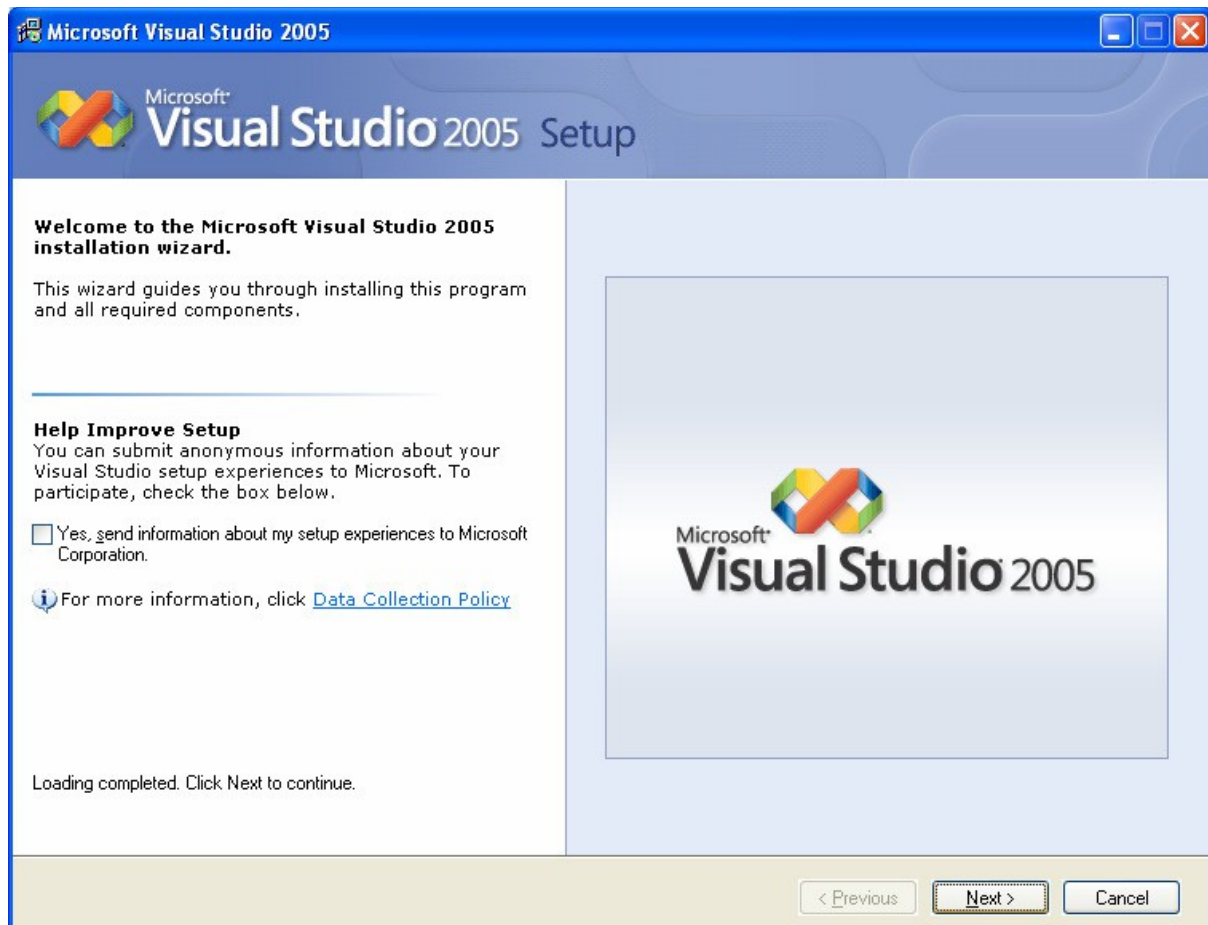 Microsoft Visual Studio 2005
Microsoft
Visual Studio 2005 Setup
Welcome to the Microsoft Visual Studio 2005
installation wizard.
This wizard guides you through installing this program
and all required components.
Help Improve Setup
You can submit anonymous information about your
Visual Studio setup experiences to Microsoft. To
participate, check the box below.
Yes, send information about my setup experiences to Microsoft
Corporation.
For more information, click Data Collection Policy
Loading completed. Click Next to continue.
Microsoft
Visual Studio 2005
< Previous Next > Cancel